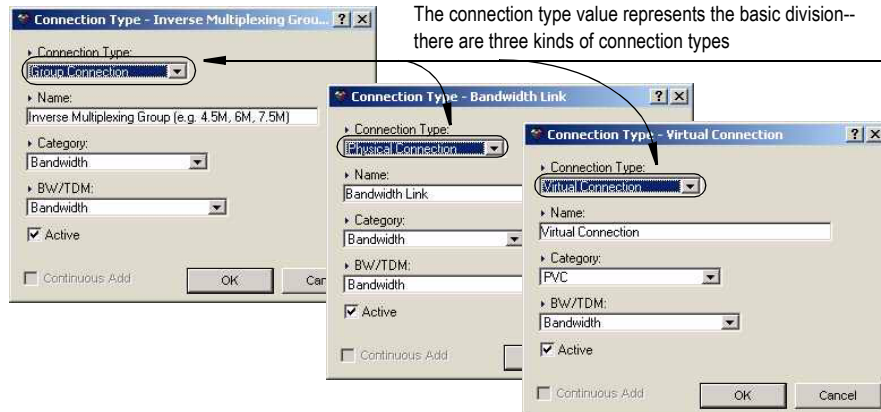 The connection type value represents the basic division--
there are three kinds of connection types
Connection Type - Inverse Multiplexing Grou...
Connection Type:
Group Connection
Name:
Inverse Multiplexing Group (e.g. 4.5M, 6M, 7.5M)
Category:
Bandwidth
BW/TDM:
Bandwidth
Active
Continuous Add
OK
Connection Type - Bandwidth Link
Connection Type:
Physical Connection
Name:
Bandwidth Link
Category:
Bandwidth
BW/TDM:
Bandwidth
Active
Continuous Add
Connection Type - Virtual Connection
Connection Type:
Virtual Connection
Name:
Virtual Connection
Category:
PVC
BW/TDM:
Bandwidth
Active
Continuous Add
OK Cancel